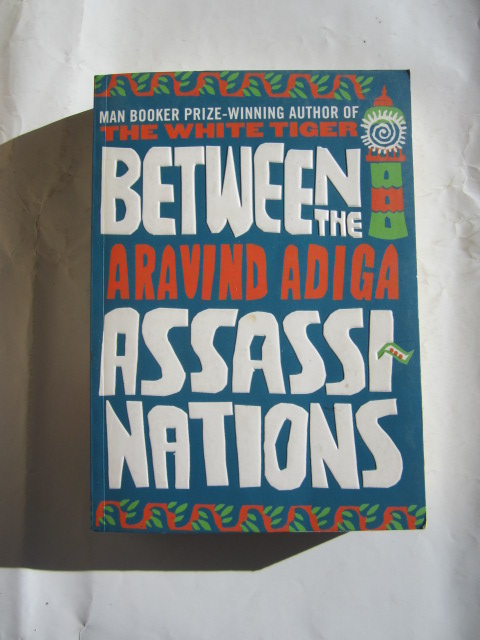 MAN BOOKER PRIZE-WINNING AUTHOR OF
THE WHITE TIGER
BETWEEN
THE
ARAVIND ADIGA
ASSASSI-
NATIONS